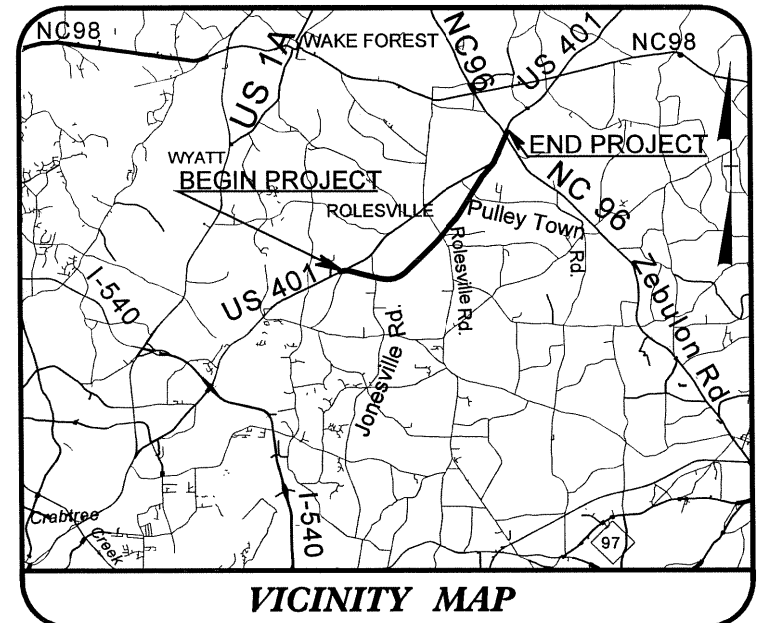 NC98
US 1A
WAKE FOREST
NC96
US 401
NC98
WYATT
BEGIN PROJECT
END PROJECT
ROLESVILLE
Pulley Town Rd.
NC 96
Rolesville Rd.
I-540
US 401
Zebulon Rd.
Jonesville Rd.
I-540
Crabtree
Creek
97
VICINITY MAP